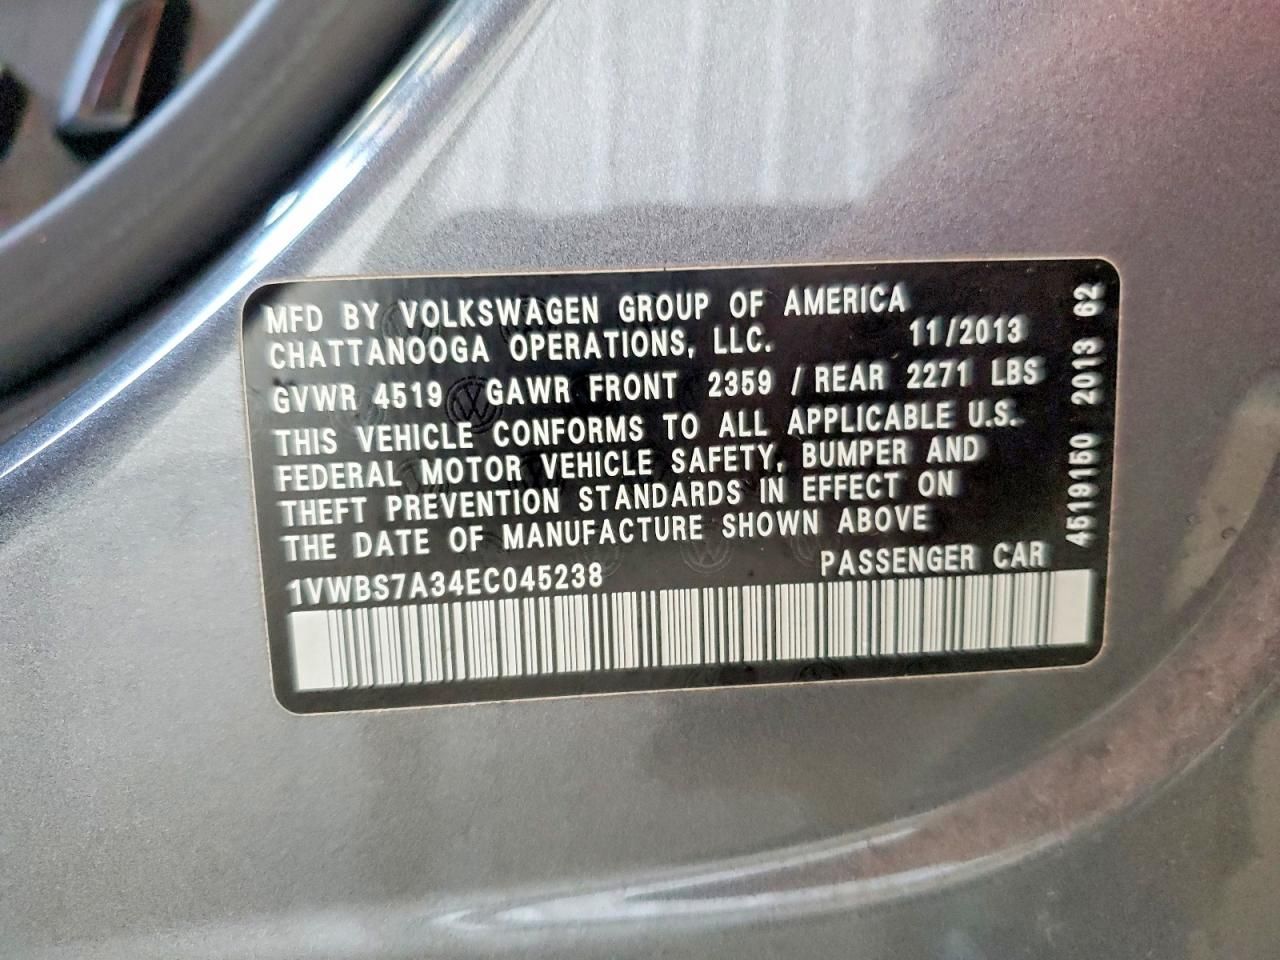 MFD BY VOLKSWAGEN GROUP OF AMERICA
CHATTANOOGA OPERATIONS, LLC. 11/2013
GVWR 4519 GAWR FRONT 2359 / REAR 2271 LBS
THIS VEHICLE CONFORMS TO ALL APPLICABLE U.S.
FEDERAL MOTOR VEHICLE SAFETY, BUMPER AND
THEFT PREVENTION STANDARDS IN EFFECT ON
THE DATE OF MANUFACTURE SHOWN ABOVE
1VWBS7A34EC045238 PASSENGER CAR
4519150 2013 62